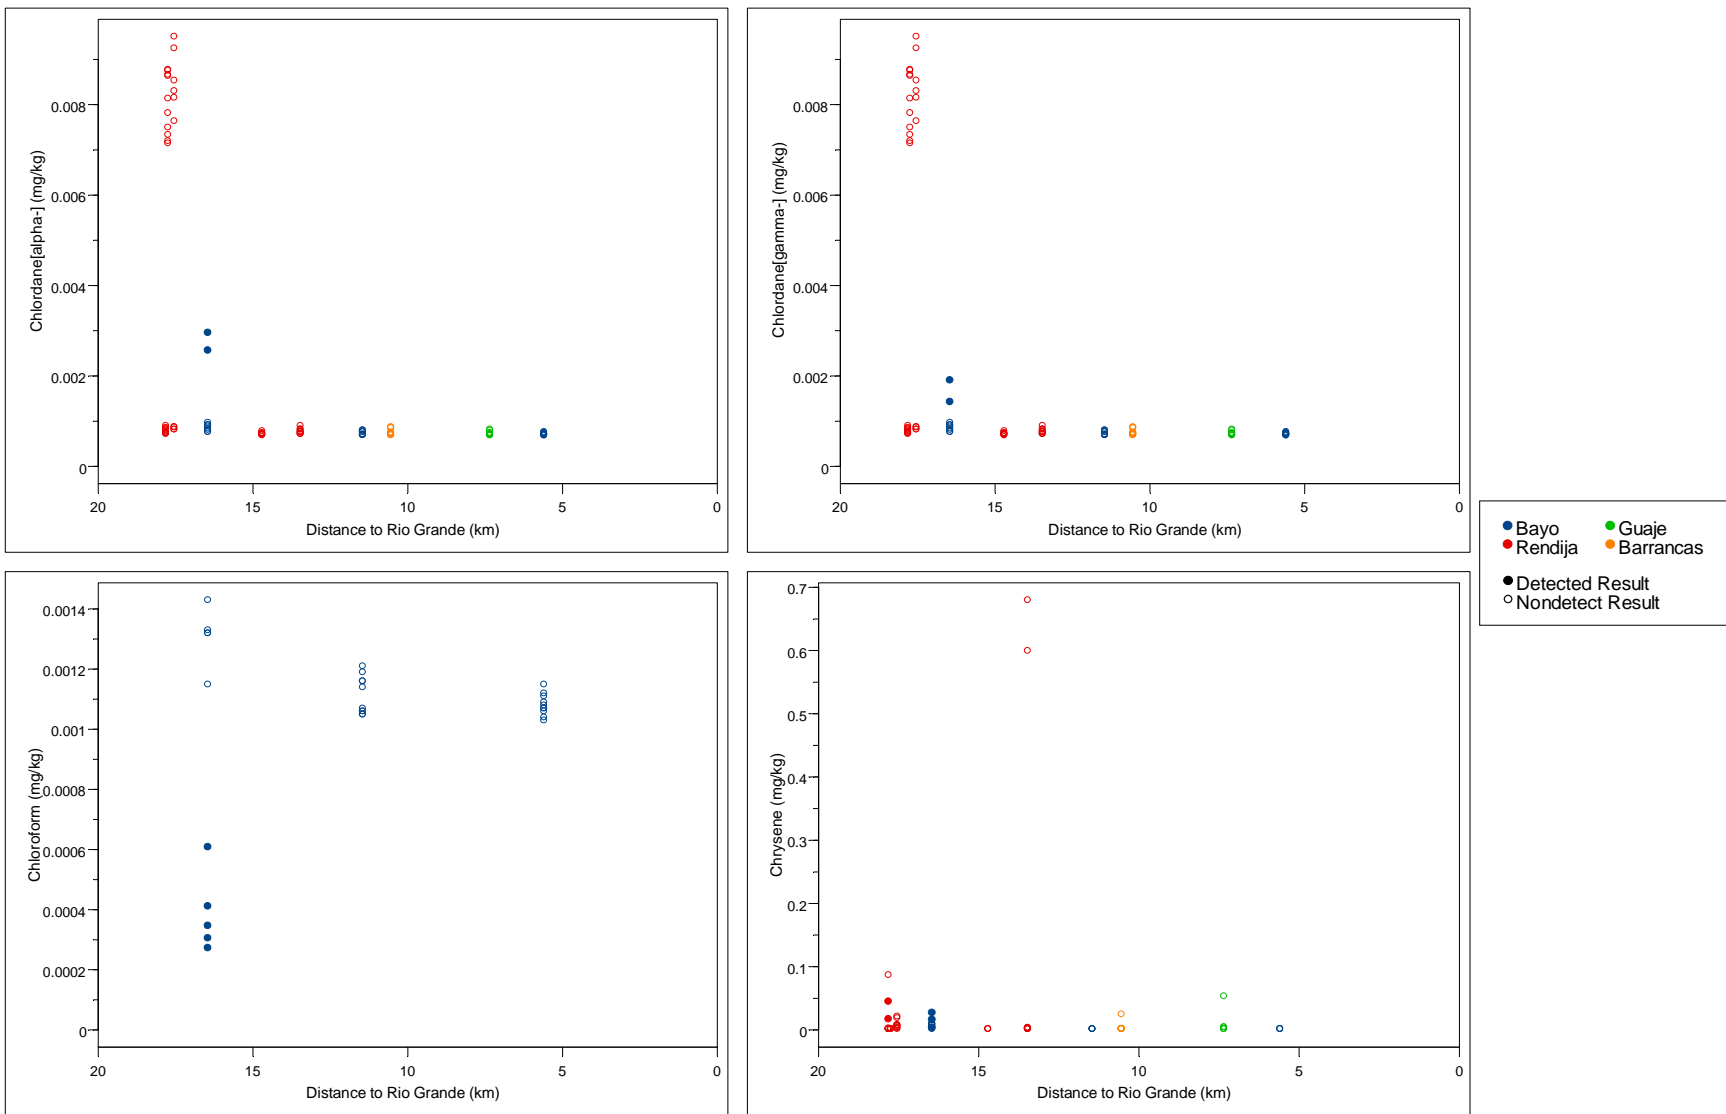 Chlordane[alpha-] (mg/kg)
0.008
0.006
0.004
0.002
0
20 15 10 5 0
Distance to Rio Grande (km)
Chlordane[gamma-] (mg/kg)
0.008
0.006
0.004
0.002
0
20 15 10 5 0
Distance to Rio Grande (km)
Bayo Guaje
Rendija Barrancas
Detected Result
Nondetect Result
Chloroform (mg/kg)
0.0014
0.0012
0.001
0.0008
0.0006
0.0004
0.0002
0
20 15 10 5 0
Distance to Rio Grande (km)
Chrysene (mg/kg)
0.7
0.6
0.5
0.4
0.3
0.2
0.1
0
20 15 10 5 0
Distance to Rio Grande (km)